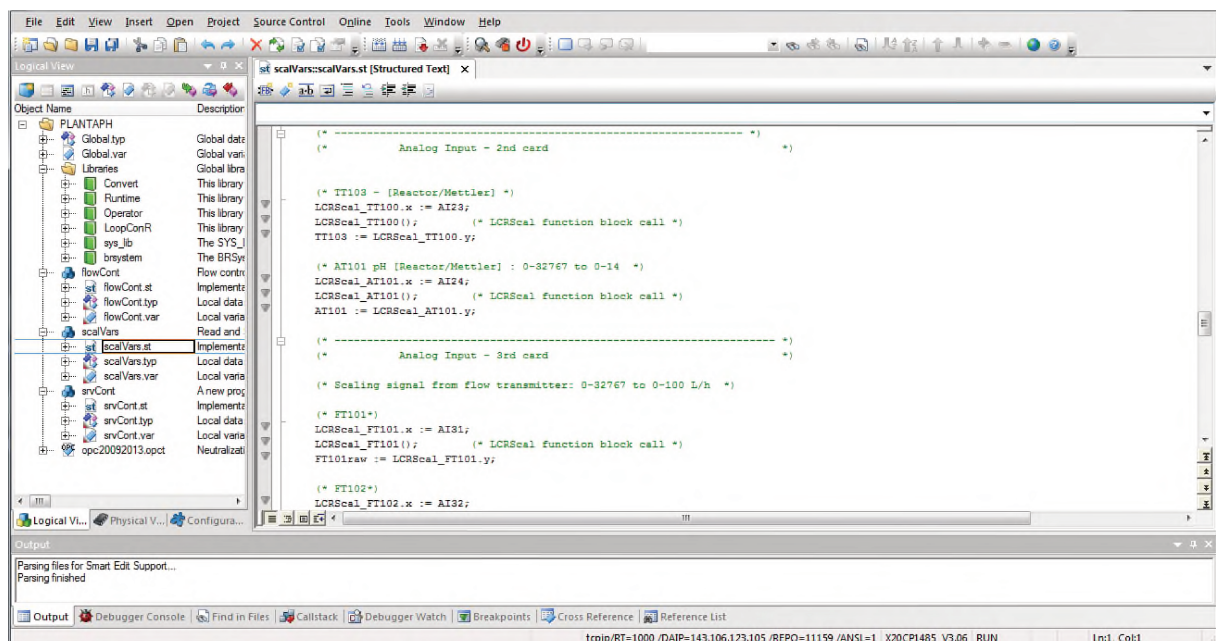 File Edit View Insert Open Project Source Control Online Tools Window Help
Logical View
scalVars::scalVars.st [Structured Text]
Object Name Description
PLANTAPH
Global.typ Global data
Global.var Global vari
Libraries Global libra
Convert This library
Runtime This library
Operator This library
LoopConR This library
sys_lib The SYS_l
brsystem The BRSy
flowCont Flow contr
flowCont.st Implementa
flowCont.typ Local data
flowCont.var Local varia
scalVars Read and
scalVars.st Implementa
scalVars.typ Local data
scalVars.var Local varia
srvCont A new prog
srvCont.st Implementa
srvCont.typ Local data
srvCont.var Local varia
opc20092013.opct Neutralizati
Logical Vi... Physical V... Configura...
(* --------------------------------------------------------------- *)
(* Analog Input - 2nd card *)
(* TT103 - [Reactor/Mettler] *)
LCRScal_TT100.x := AI23;
LCRScal_TT100(); (* LCRScal function block call *)
TT103 := LCRScal_TT100.y;
(* AT101 pH [Reactor/Mettler] : 0-32767 to 0-14 *)
LCRScal_AT101.x := AI24;
LCRScal_AT101(); (* LCRScal function block call *)
AT101 := LCRScal_AT101.y;
(* -------------------------------------------------------------------- *)
(* Analog Input - 3rd card *)
(* Scaling signal from flow transmitter: 0-32767 to 0-100 L/h *)
(* FT101*)
LCRScal_FT101.x := AI31;
LCRScal_FT101(); (* LCRScal function block call *)
FT101raw := LCRScal_FT101.y;
(* FT102*)
LCRScal_FT102.x := AI32;
Output
Parsing files for Smart Edit Support...
Parsing finished
Output Debugger Console Find in Files Callstack Debugger Watch Breakpoints Cross Reference Reference List
tcpip/RT=1000 /DAIP=143.106.123.105 /REPO=11159 /ANSL=1 X20CP1485 V3.06 RUN Ln:1, Col:1